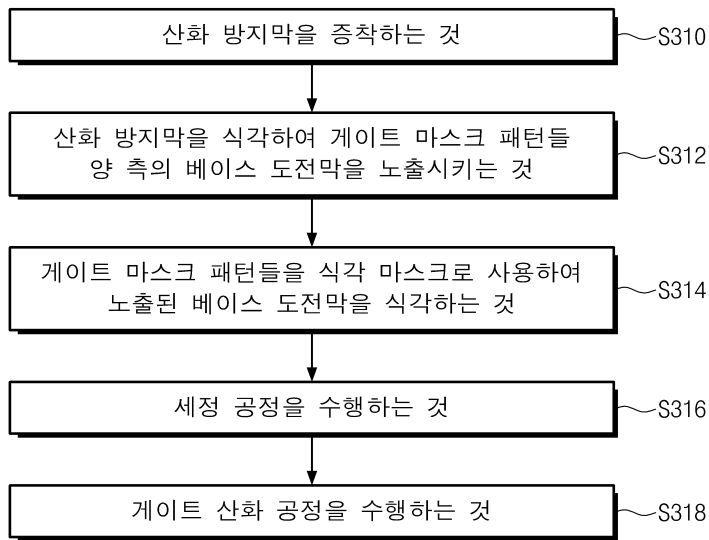 산화 방지막을 증착하는 것
S310
산화 방지막을 식각하여 게이트 마스크 패턴들
양 측의 베이스 도전막을 노출시키는 것
S312
게이트 마스크 패턴들을 식각 마스크로 사용하여
노출된 베이스 도전막을 식각하는 것
S314
세정 공정을 수행하는 것
S316
게이트 산화 공정을 수행하는 것
S318